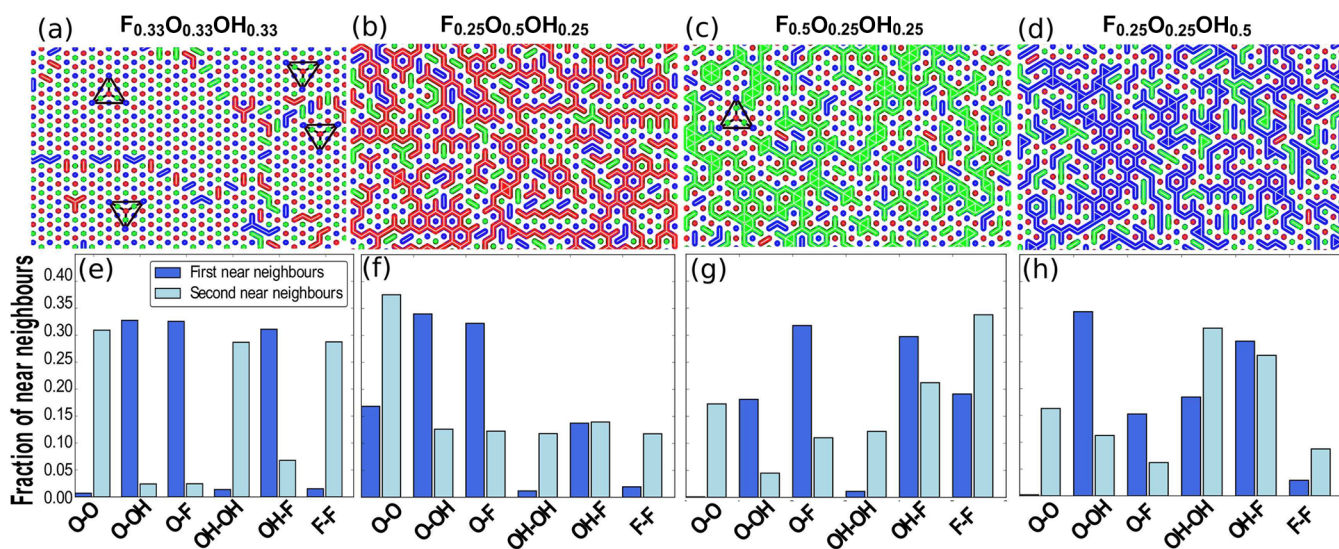 (a) F₀.₃₃O₀.₃₃OH₀.₃₃
(b) F₀.₂₅O₀.₅OH₀.₂₅
(c) F₀.₅O₀.₂₅OH₀.₂₅
(d) F₀.₂₅O₀.₂₅OH₀.₅
Fraction of near neighbours
0.40
0.35
0.30
0.25
0.20
0.15
0.10
0.05
0.00
(e)
First near neighbours
Second near neighbours
O-O O-OH O-F OH-OH OH-F F-F
(f)
O-O O-OH O-F OH-OH OH-F F-F
(g)
O-O O-OH O-F OH-OH OH-F F-F
(h)
O-O O-OH O-F OH-OH OH-F F-F